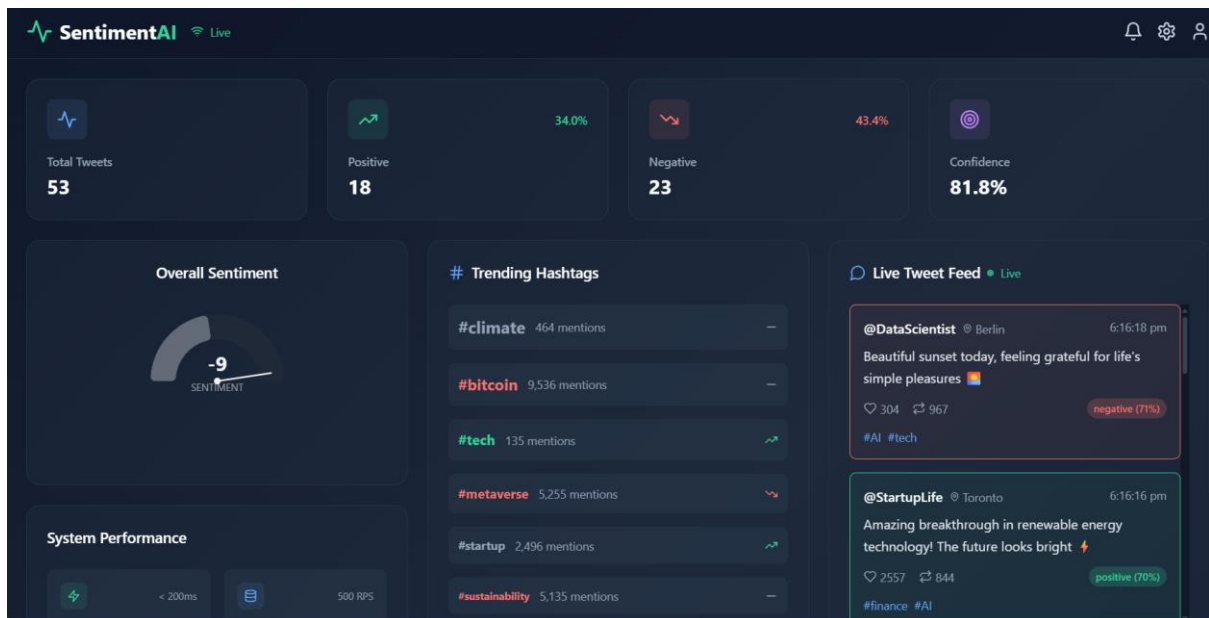 SentimentAI Live
34.0%
43.4%
Total Tweets
53
Positive
18
Negative
23
Confidence
81.8%
Overall Sentiment
-9
SENTIMENT
System Performance
< 200ms
500 RPS
# Trending Hashtags
#climate 464 mentions
#bitcoin 9,536 mentions
#tech 135 mentions
#metaverse 5,255 mentions
#startup 2,496 mentions
#sustainability 5,135 mentions
Live Tweet Feed Live
@DataScientist Berlin 6:16:18 pm
Beautiful sunset today, feeling grateful for life's
simple pleasures 🌅
304 967 negative (71%)
#AI #tech
@StartupLife Toronto 6:16:16 pm
Amazing breakthrough in renewable energy
technology! The future looks bright ⚡
2557 844 positive (70%)
#finance #AI